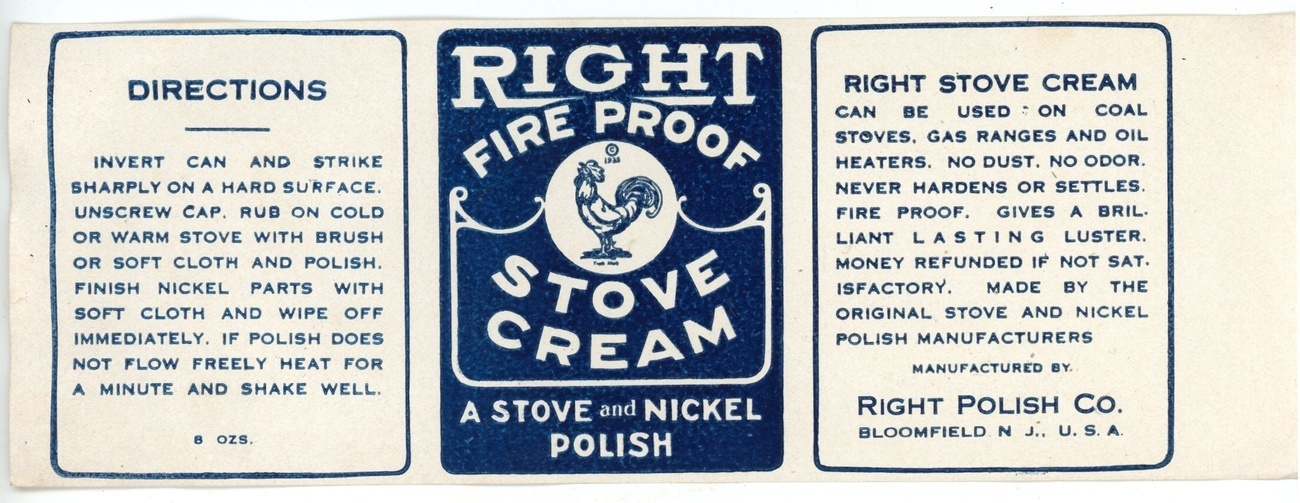 DIRECTIONS
INVERT CAN AND STRIKE
SHARPLY ON A HARD SURFACE.
UNSCREW CAP. RUB ON COLD
OR WARM STOVE WITH BRUSH
OR SOFT CLOTH AND POLISH.
FINISH NICKEL PARTS WITH
SOFT CLOTH AND WIPE OFF
IMMEDIATELY. IF POLISH DOES
NOT FLOW FREELY HEAT FOR
A MINUTE AND SHAKE WELL.
8 OZS.
RIGHT
FIRE PROOF
©
Trade Mark
STOVE
CREAM
A STOVE and NICKEL
POLISH
RIGHT STOVE CREAM
CAN BE USED ON COAL
STOVES, GAS RANGES AND OIL
HEATERS. NO DUST, NO ODOR.
NEVER HARDENS OR SETTLES.
FIRE PROOF. GIVES A BRIL-
LIANT LASTING LUSTER.
MONEY REFUNDED IF NOT SAT-
ISFACTORY. MADE BY THE
ORIGINAL STOVE AND NICKEL
POLISH MANUFACTURERS
MANUFACTURED BY
RIGHT POLISH CO.
BLOOMFIELD N J., U. S. A.